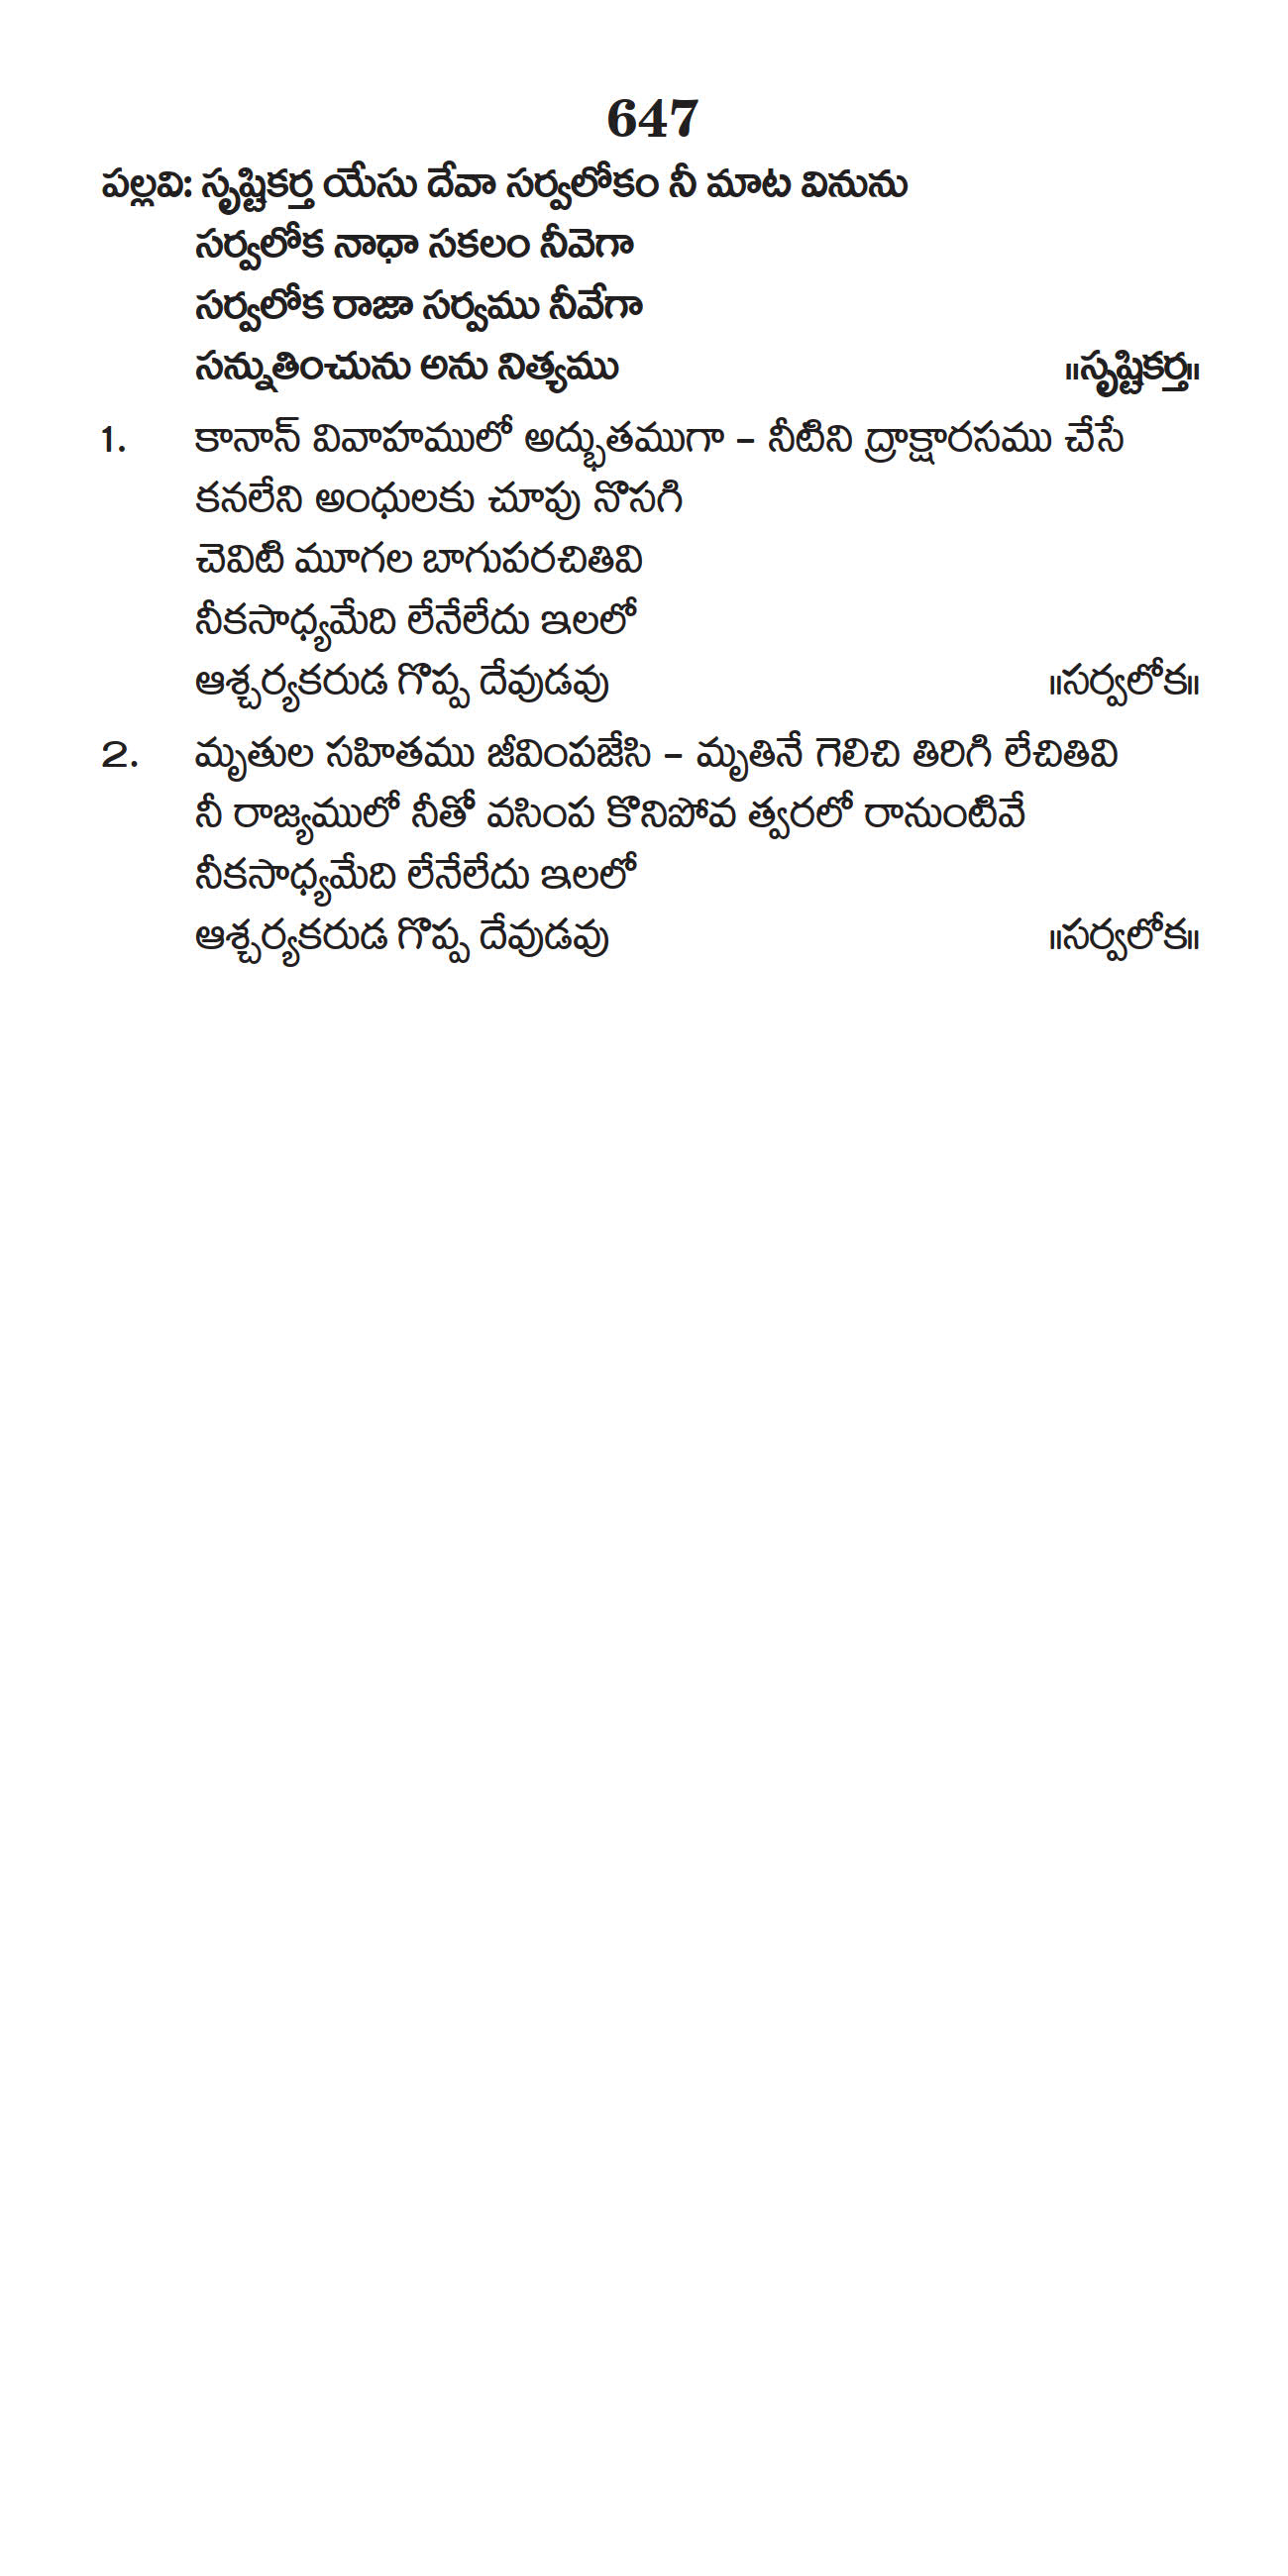 647
పల్లవి: సృష్టికర్త యేసు దేవా సర్వలోకం నీ మాట వినును
సర్వలోక నాధా సకలం నీవెగా
సర్వలోక రాజా సర్వము నీవేగా
సన్నుతించును అను నిత్యము ॥సృష్టికర్త॥
1. కానాన్ వివాహములో అద్భుతముగా – నీటిని ద్రాక్షారసము చేసే
కనలేని అంధులకు చూపు నొసగి
చెవిటి మూగల బాగుపరచితివి
నీకసాధ్యమేది లేనేలేదు ఇలలో
ఆశ్చర్యకరుడ గొప్ప దేవుడవు ॥సర్వలోక॥
2. మృతుల సహితము జీవింపజేసి – మృతినే గెలిచి తిరిగి లేచితివి
నీ రాజ్యములో నీతో వసింప కొనిపోవ త్వరలో రానుంటివే
నీకసాధ్యమేది లేనేలేదు ఇలలో
ఆశ్చర్యకరుడ గొప్ప దేవుడవు ॥సర్వలోక॥